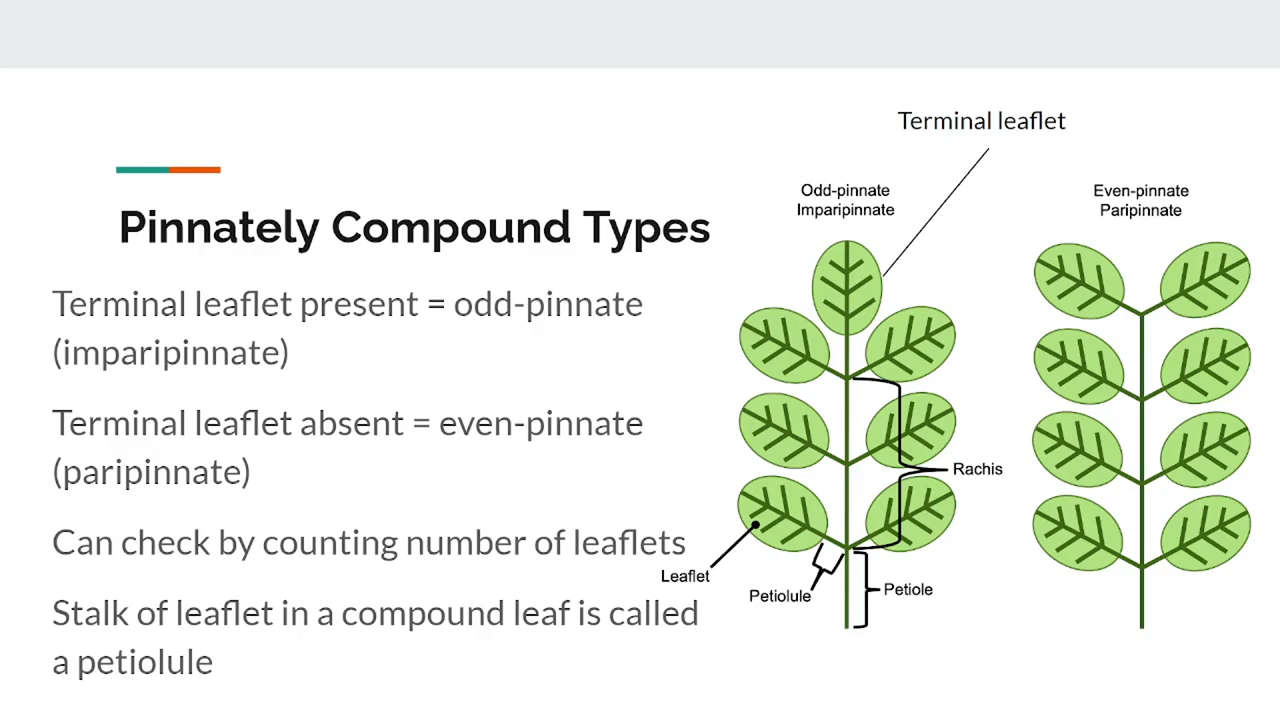 Terminal leaflet
Odd-pinnate
Imparipinnate
Even-pinnate
Paripinnate
Pinnately Compound Types
Terminal leaflet present = odd-pinnate
(imparipinnate)
Terminal leaflet absent = even-pinnate
(paripinnate)
Can check by counting number of leaflets
Stalk of leaflet in a compound leaf is called
a petiolule
Rachis
Leaflet
Petiolule
Petiole